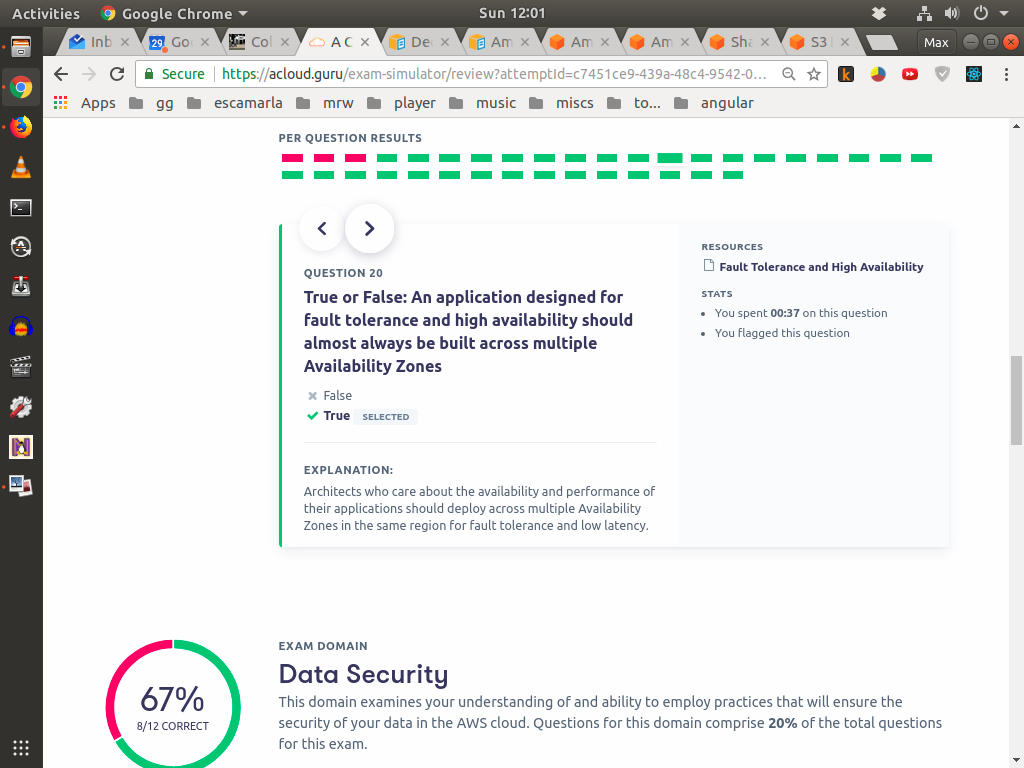 Activities
Google Chrome
Sun 12:01
Inb
29
Goo
Col
A C
Dec
Am
Am
Am
Sha
S3
Max
Secure
https://acloud.guru/exam-simulator/review?attemptId=c7451ce9-439a-48c4-9542-0...
Apps
gg
escamarla
mrw
player
music
miscs
to...
angular
PER QUESTION RESULTS
QUESTION 20
True or False: An application designed for
fault tolerance and high availability should
almost always be built across multiple
Availability Zones
False
True SELECTED
EXPLANATION:
Architects who care about the availability and performance of
their applications should deploy across multiple Availability
Zones in the same region for fault tolerance and low latency.
RESOURCES
Fault Tolerance and High Availability
STATS
You spent 00:37 on this question
You flagged this question
67%
8/12 CORRECT
EXAM DOMAIN
Data Security
This domain examines your understanding of and ability to employ practices that will ensure the
security of your data in the AWS cloud. Questions for this domain comprise 20% of the total questions
for this exam.